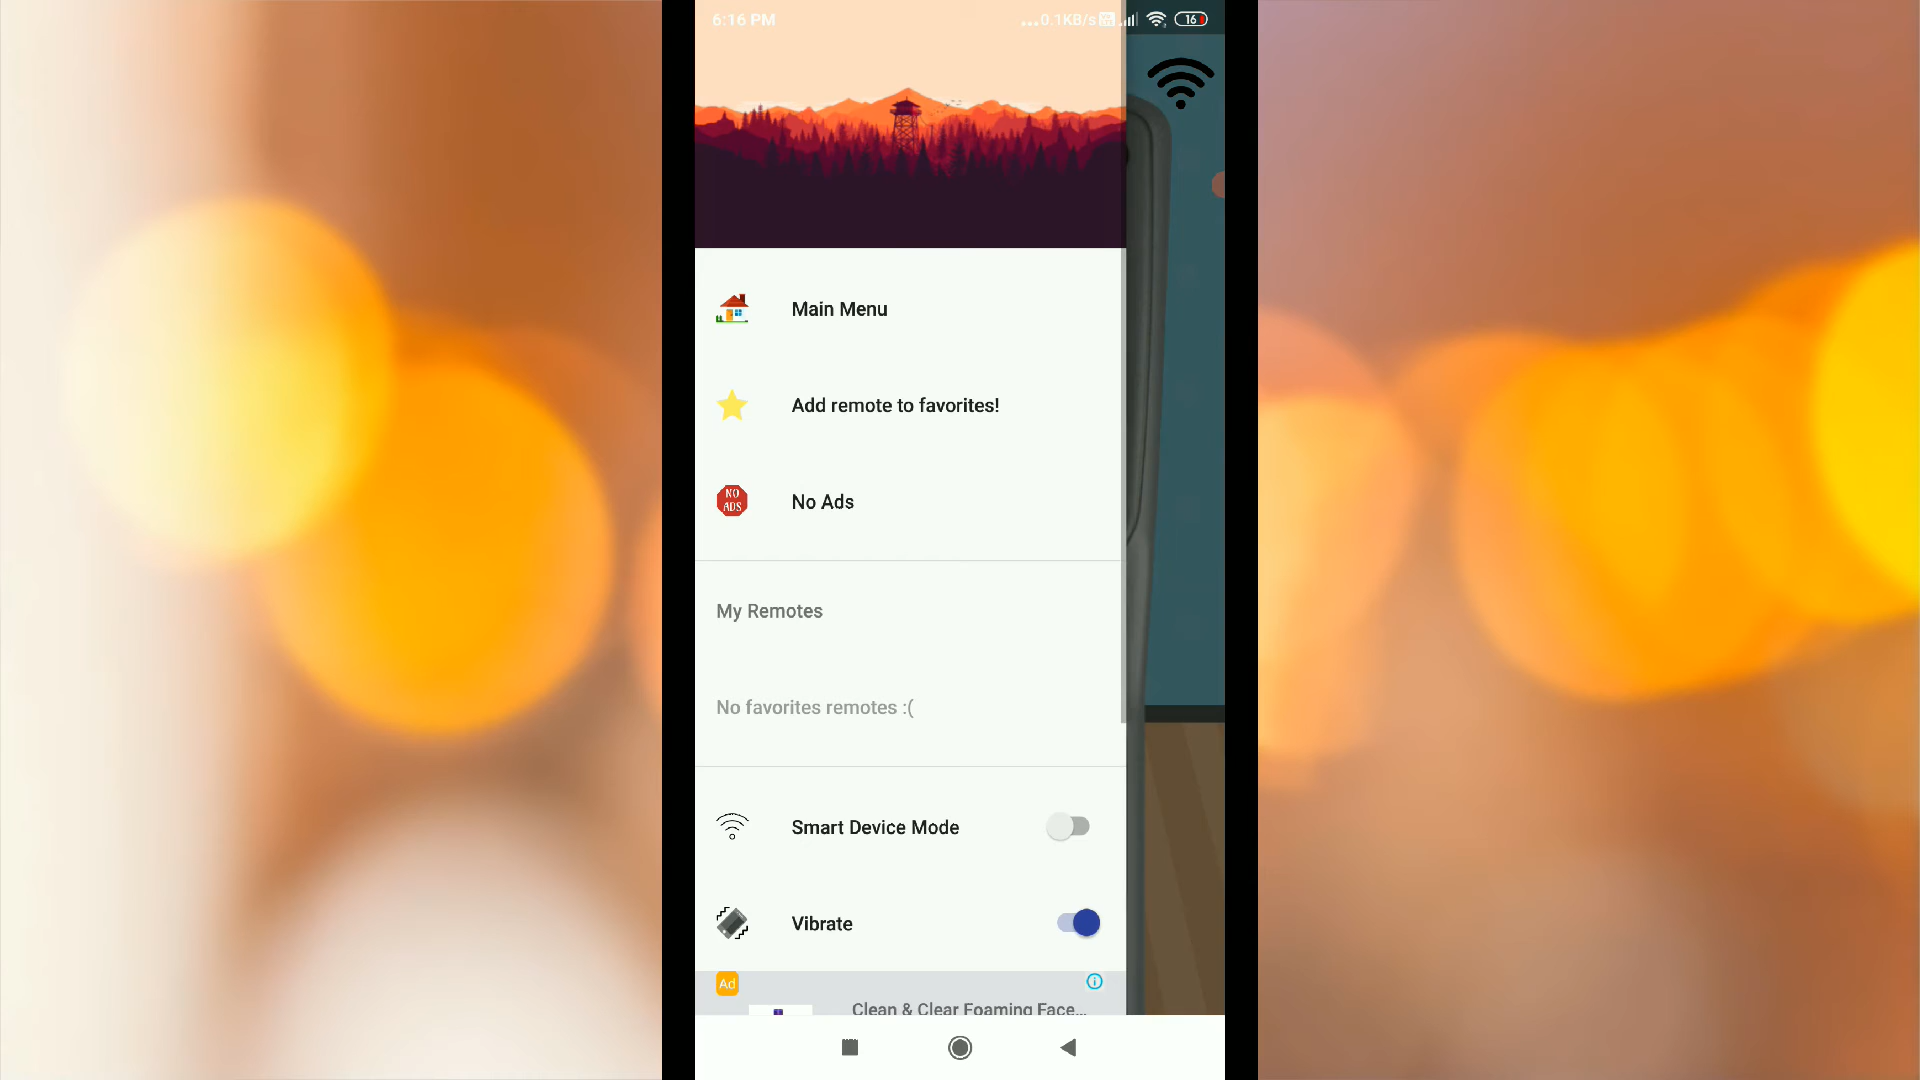 6:16 PM
...0.1KB/s
16
Main Menu
Add remote to favorites!
NO
ADS
No Ads
My Remotes
No favorites remotes :(
Smart Device Mode
Vibrate
Ad
Clean & Clear Foaming Face...